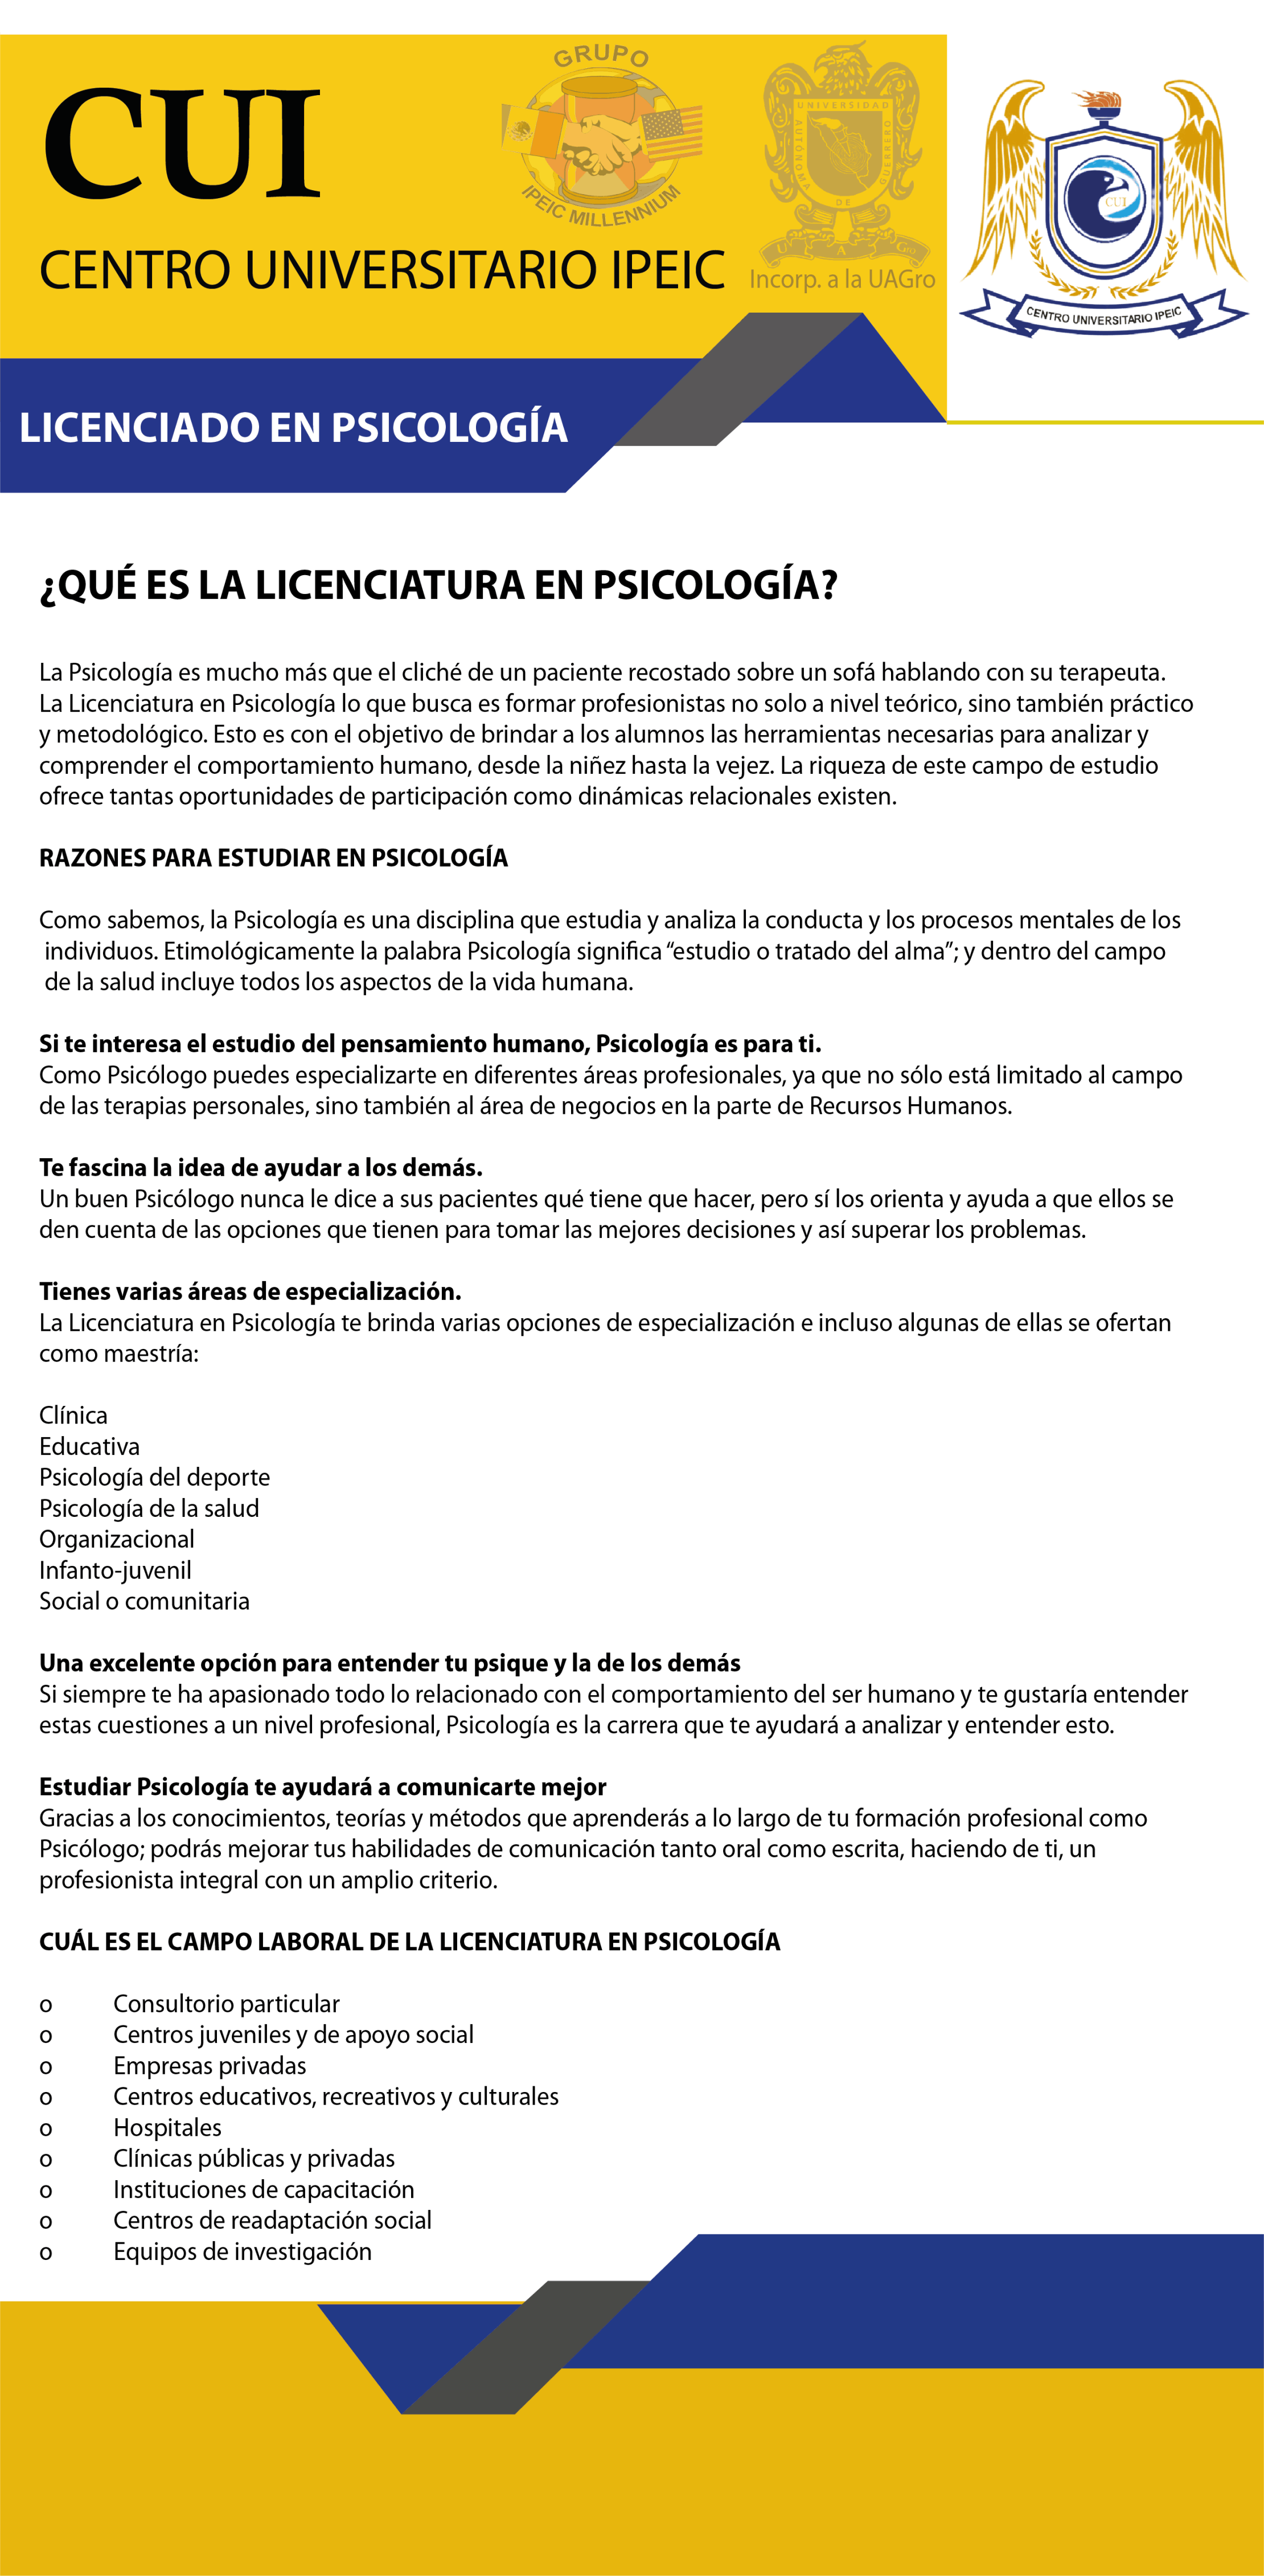 CUI
CENTRO UNIVERSITARIO IPEIC
GRUPO
IPEIC MILLENNIUM
UNIVERSIDAD
AUTÓNOMA
DE
GUERRERO
U A Gro
Incorp. a la UAGro
CUI
CENTRO UNIVERSITARIO IPEIC
LICENCIADO EN PSICOLOGÍA
¿QUÉ ES LA LICENCIATURA EN PSICOLOGÍA?
La Psicología es mucho más que el cliché de un paciente recostado sobre un sofá hablando con su terapeuta.
La Licenciatura en Psicología lo que busca es formar profesionistas no solo a nivel teórico, sino también práctico
y metodológico. Esto es con el objetivo de brindar a los alumnos las herramientas necesarias para analizar y
comprender el comportamiento humano, desde la niñez hasta la vejez. La riqueza de este campo de estudio
ofrece tantas oportunidades de participación como dinámicas relacionales existen.
RAZONES PARA ESTUDIAR EN PSICOLOGÍA
Como sabemos, la Psicología es una disciplina que estudia y analiza la conducta y los procesos mentales de los
individuos. Etimológicamente la palabra Psicología significa “estudio o tratado del alma”; y dentro del campo
de la salud incluye todos los aspectos de la vida humana.
Si te interesa el estudio del pensamiento humano, Psicología es para ti.
Como Psicólogo puedes especializarte en diferentes áreas profesionales, ya que no sólo está limitado al campo
de las terapias personales, sino también al área de negocios en la parte de Recursos Humanos.
Te fascina la idea de ayudar a los demás.
Un buen Psicólogo nunca le dice a sus pacientes qué tiene que hacer, pero sí los orienta y ayuda a que ellos se
den cuenta de las opciones que tienen para tomar las mejores decisiones y así superar los problemas.
Tienes varias áreas de especialización.
La Licenciatura en Psicología te brinda varias opciones de especialización e incluso algunas de ellas se ofertan
como maestría:
Clínica
Educativa
Psicología del deporte
Psicología de la salud
Organizacional
Infanto-juvenil
Social o comunitaria
Una excelente opción para entender tu psique y la de los demás
Si siempre te ha apasionado todo lo relacionado con el comportamiento del ser humano y te gustaría entender
estas cuestiones a un nivel profesional, Psicología es la carrera que te ayudará a analizar y entender esto.
Estudiar Psicología te ayudará a comunicarte mejor
Gracias a los conocimientos, teorías y métodos que aprenderás a lo largo de tu formación profesional como
Psicólogo; podrás mejorar tus habilidades de comunicación tanto oral como escrita, haciendo de ti, un
profesionista integral con un amplio criterio.
CUÁL ES EL CAMPO LABORAL DE LA LICENCIATURA EN PSICOLOGÍA
o Consultorio particular
o Centros juveniles y de apoyo social
o Empresas privadas
o Centros educativos, recreativos y culturales
o Hospitales
o Clínicas públicas y privadas
o Instituciones de capacitación
o Centros de readaptación social
o Equipos de investigación